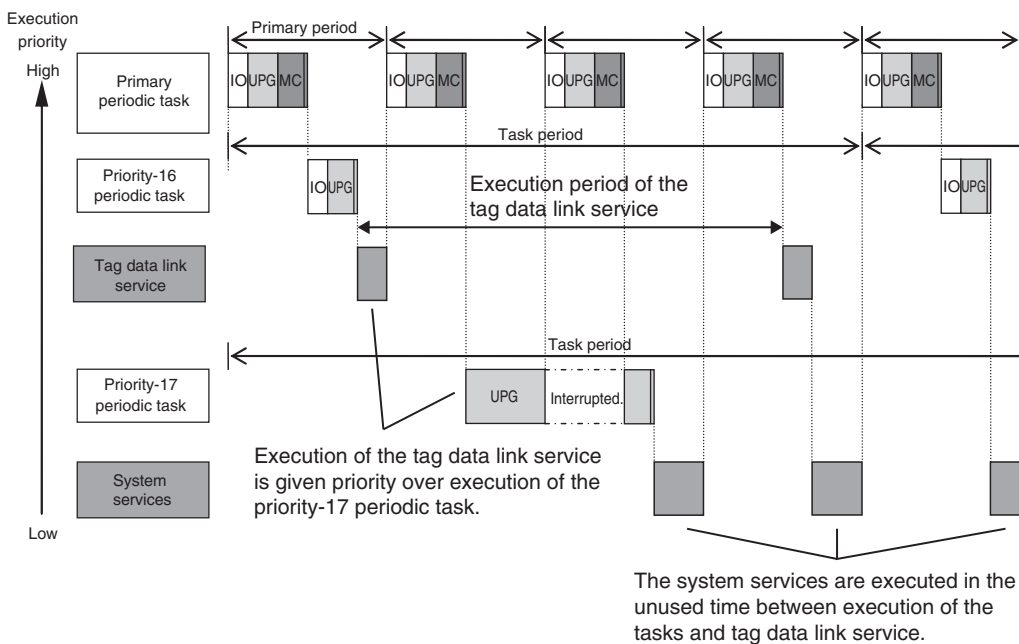 Execution
priority
High
Primary period
Primary
periodic task
IO UPG MC
IO UPG MC
IO UPG MC
IO UPG MC
IO UPG MC
Task period
Priority-16
periodic task
IO UPG
Execution period of the
tag data link service
IO UPG
Tag data link
service
Task period
Priority-17
periodic task
UPG
Interrupted.
Execution of the tag data link service
is given priority over execution of the
priority-17 periodic task.
System
services
Low
The system services are executed in the
unused time between execution of the
tasks and tag data link service.